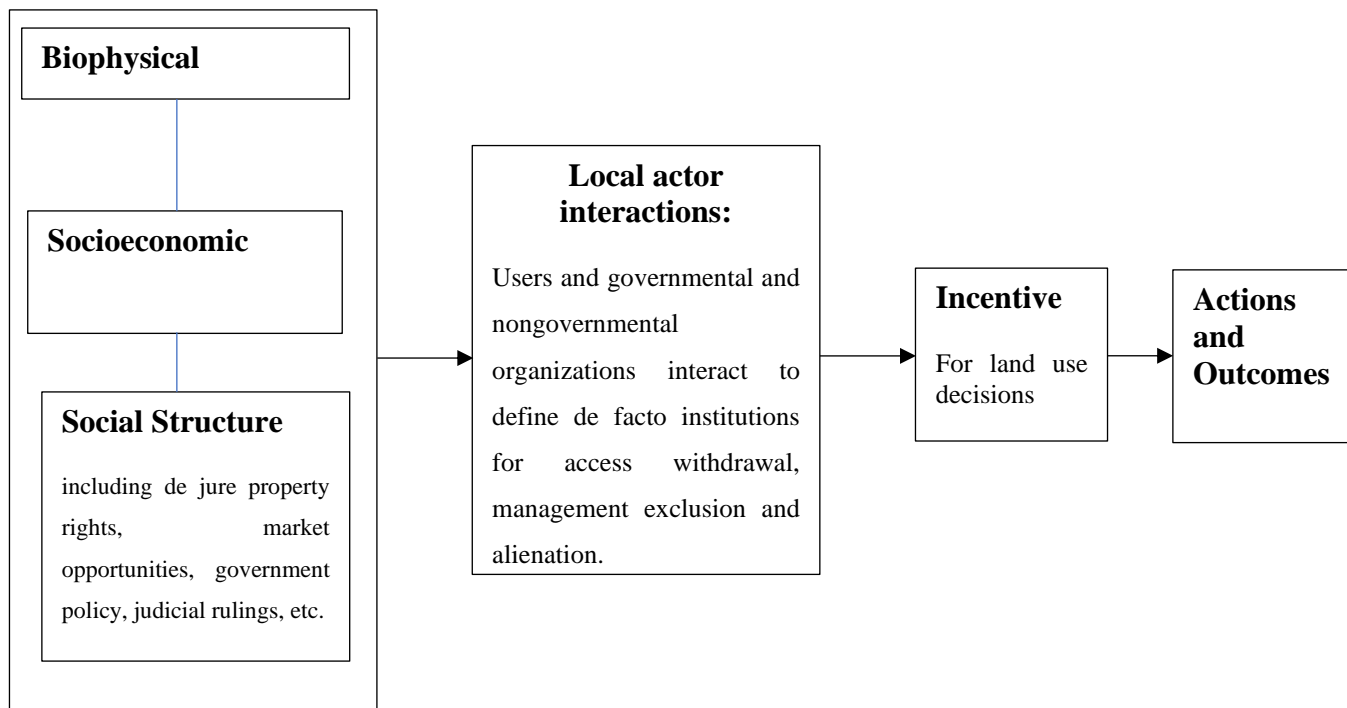 Biophysical
Socioeconomic
Social Structure
including de jure property
rights, market
opportunities, government
policy, judicial rulings, etc.
Local actor
interactions:
Users and governmental and
nongovernmental
organizations interact to
define de facto institutions
for access withdrawal,
management exclusion and
alienation.
Incentive
For land use
decisions
Actions
and
Outcomes